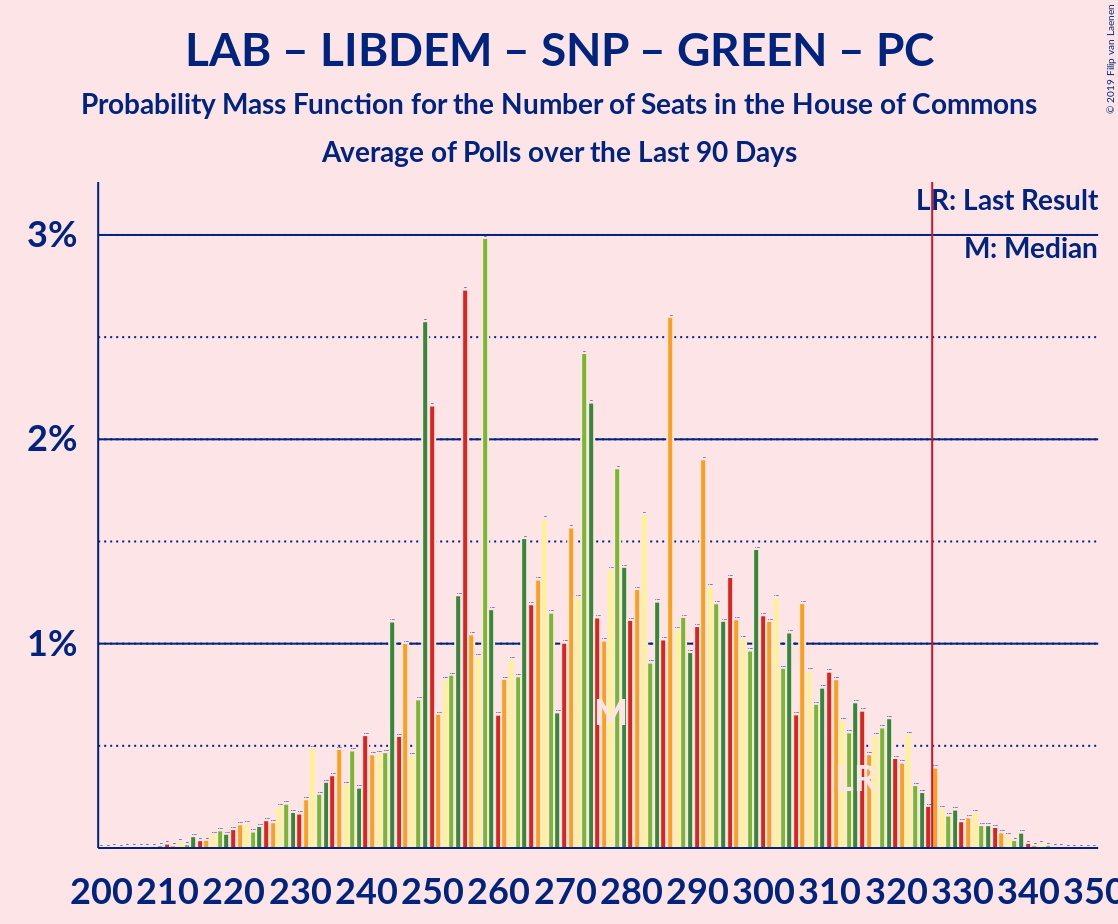 LAB – LIBDEM – SNP – GREEN – PC
Probability Mass Function for the Number of Seats in the House of Commons
Average of Polls over the Last 90 Days
© 2019 Filip van Laenen
LR: Last Result
M: Median
3%
2%
1%
M
LR
200 210 220 230 240 250 260 270 280 290 300 310 320 330 340 350